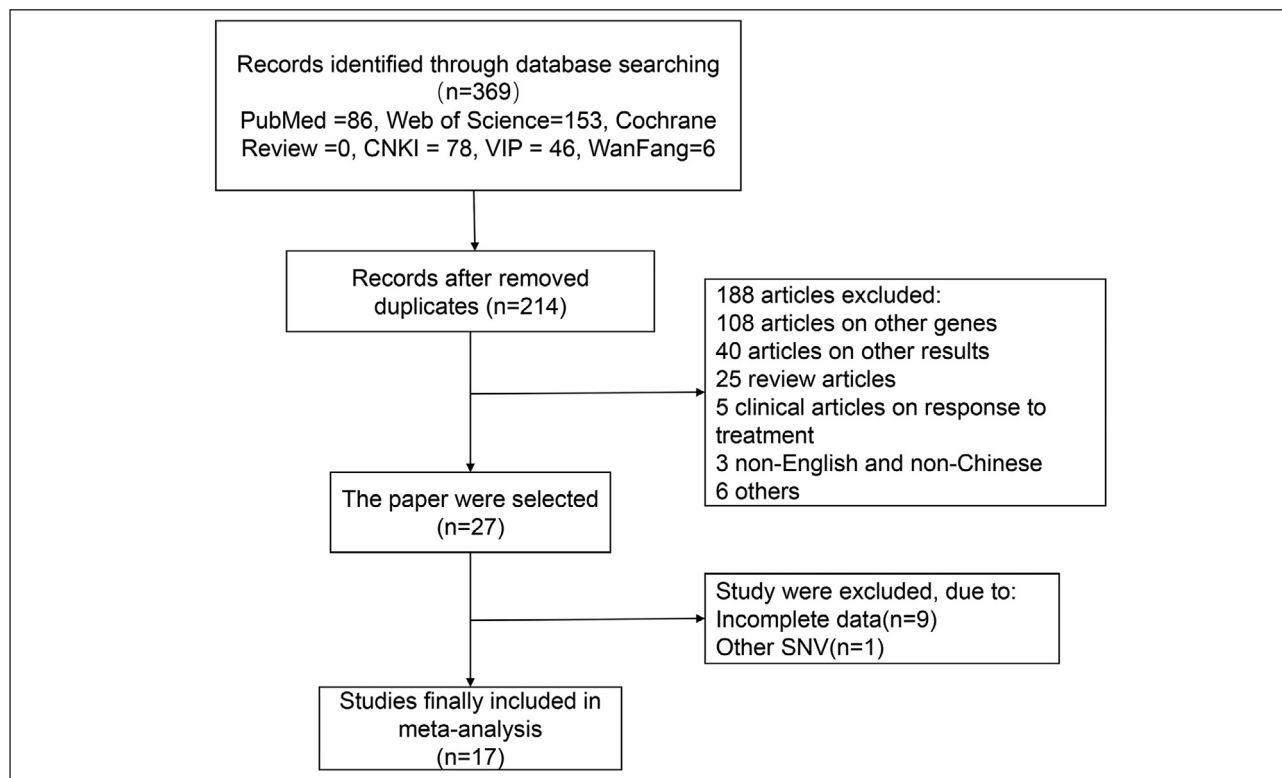 Records identified through database searching
（n=369）
PubMed =86, Web of Science=153, Cochrane
Review =0, CNKI = 78, VIP = 46, WanFang=6
Records after removed
duplicates (n=214)
188 articles excluded:
108 articles on other genes
40 articles on other results
25 review articles
5 clinical articles on response to
treatment
3 non-English and non-Chinese
6 others
The paper were selected
(n=27)
Study were excluded, due to:
Incomplete data(n=9)
Other SNV(n=1)
Studies finally included in
meta-analysis
(n=17)